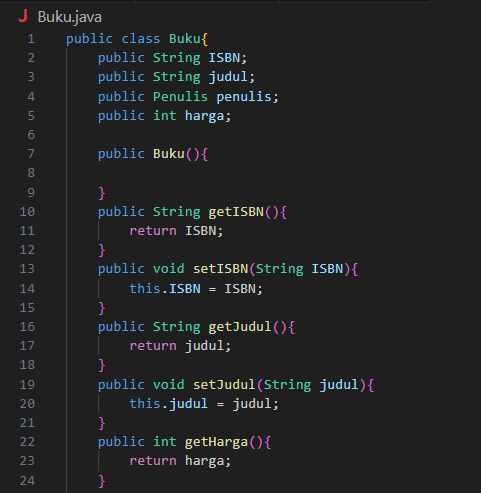 J Buku.java
1 public class Buku{
2 public String ISBN;
3 public String judul;
4 public Penulis penulis;
5 public int harga;
6
7 public Buku(){
8
9 }
10 public String getISBN(){
11 return ISBN;
12 }
13 public void setISBN(String ISBN){
14 this.ISBN = ISBN;
15 }
16 public String getJudul(){
17 return judul;
18 }
19 public void setJudul(String judul){
20 this.judul = judul;
21 }
22 public int getHarga(){
23 return harga;
24 }